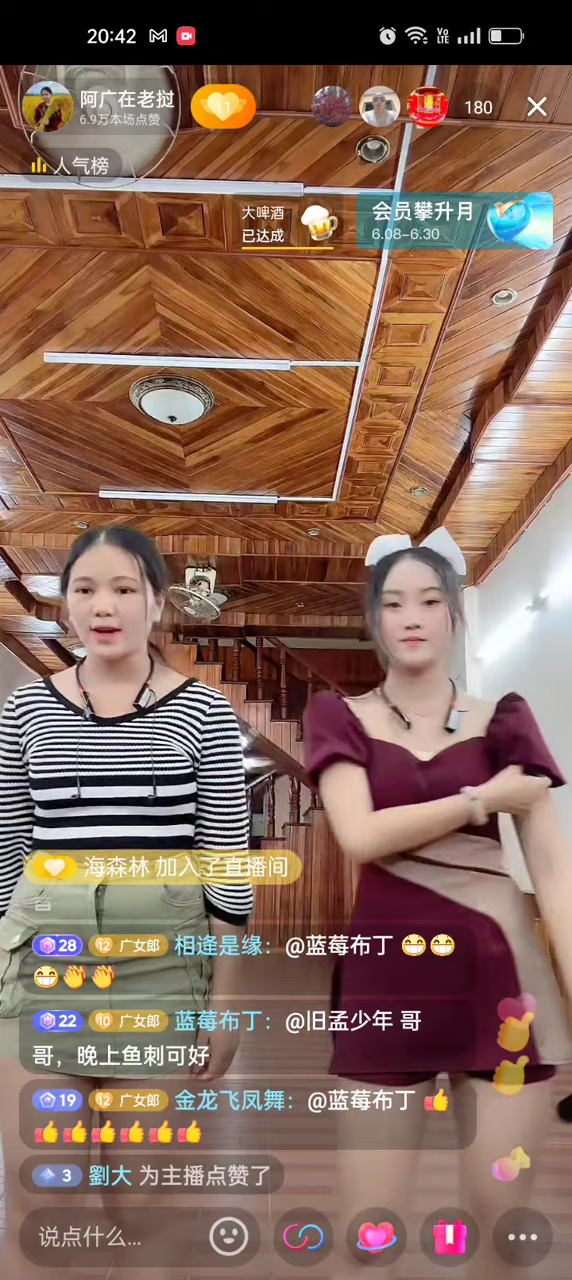 20:42
Vo
LTE
阿广在老挝
6.9万本场点赞
11
180
人气榜
大啤酒
已达成
会员攀升月
6.08-6.30
海森林 加入了直播间
28 12 广女郎 相逢是缘：@蓝莓布丁 😁😁
😁👏👏
22 10 广女郎 蓝莓布丁：@旧孟少年 哥
哥，晚上鱼刺可好
19 12 广女郎 金龙飞凤舞：@蓝莓布丁 👍
👍👍👍👍👍👍
3 劉大 为主播点赞了
说点什么...